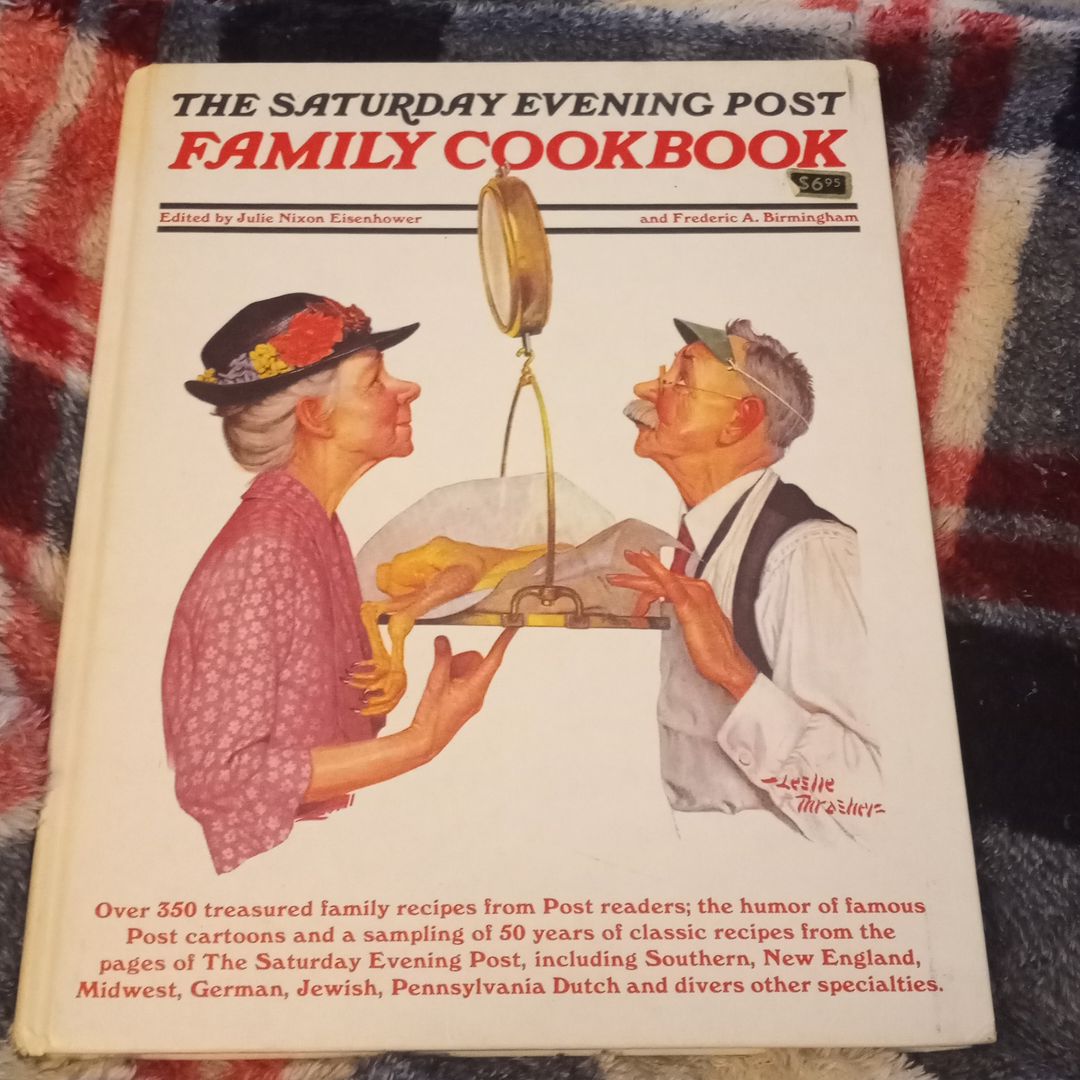 THE SATURDAY EVENING POST
FAMILY COOKBOOK
$6.95
Edited by Julie Nixon Eisenhower
and Frederic A. Birmingham
Leslie
Thrasher
Over 350 treasured family recipes from Post readers; the humor of famous
Post cartoons and a sampling of 50 years of classic recipes from the
pages of The Saturday Evening Post, including Southern, New England,
Midwest, German, Jewish, Pennsylvania Dutch and divers other specialties.